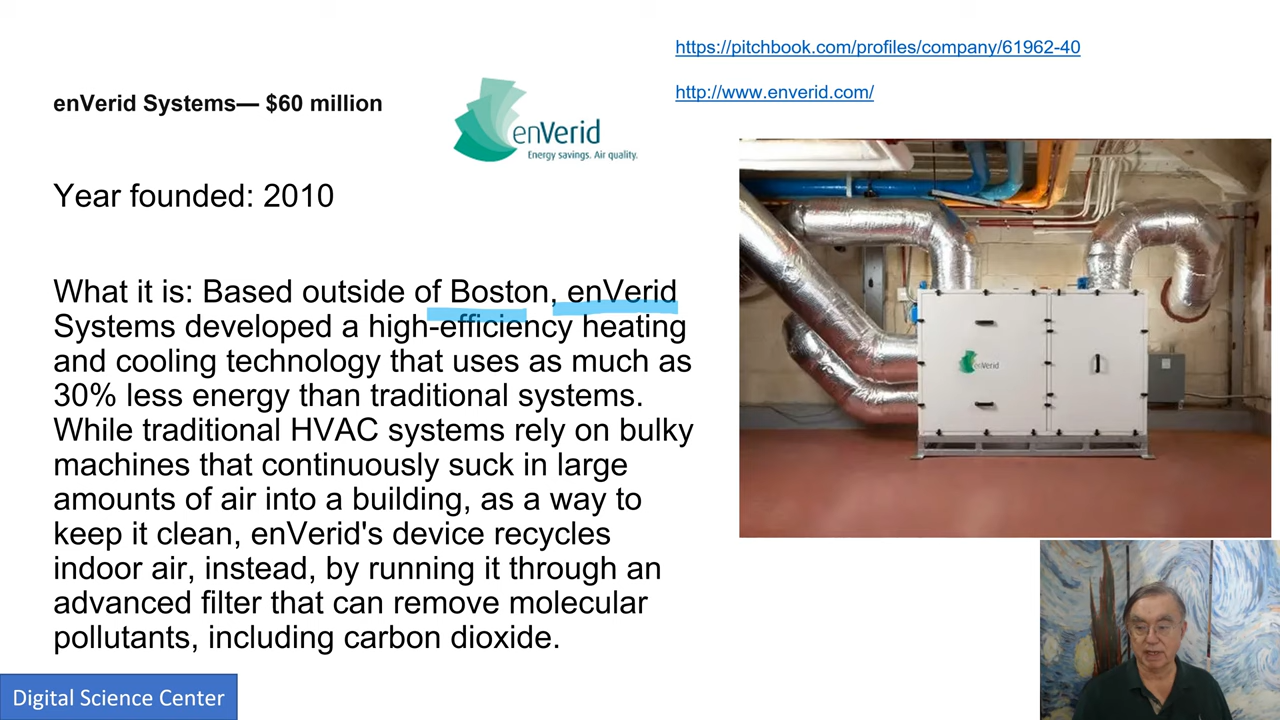 https://pitchbook.com/profiles/company/61962-40
http://www.enverid.com/
enVerid Systems— $60 million
enVerid
Energy savings. Air quality.
Year founded: 2010
What it is: Based outside of Boston, enVerid
Systems developed a high-efficiency heating
and cooling technology that uses as much as
30% less energy than traditional systems.
While traditional HVAC systems rely on bulky
machines that continuously suck in large
amounts of air into a building, as a way to
keep it clean, enVerid's device recycles
indoor air, instead, by running it through an
advanced filter that can remove molecular
pollutants, including carbon dioxide.
enVerid
Digital Science Center